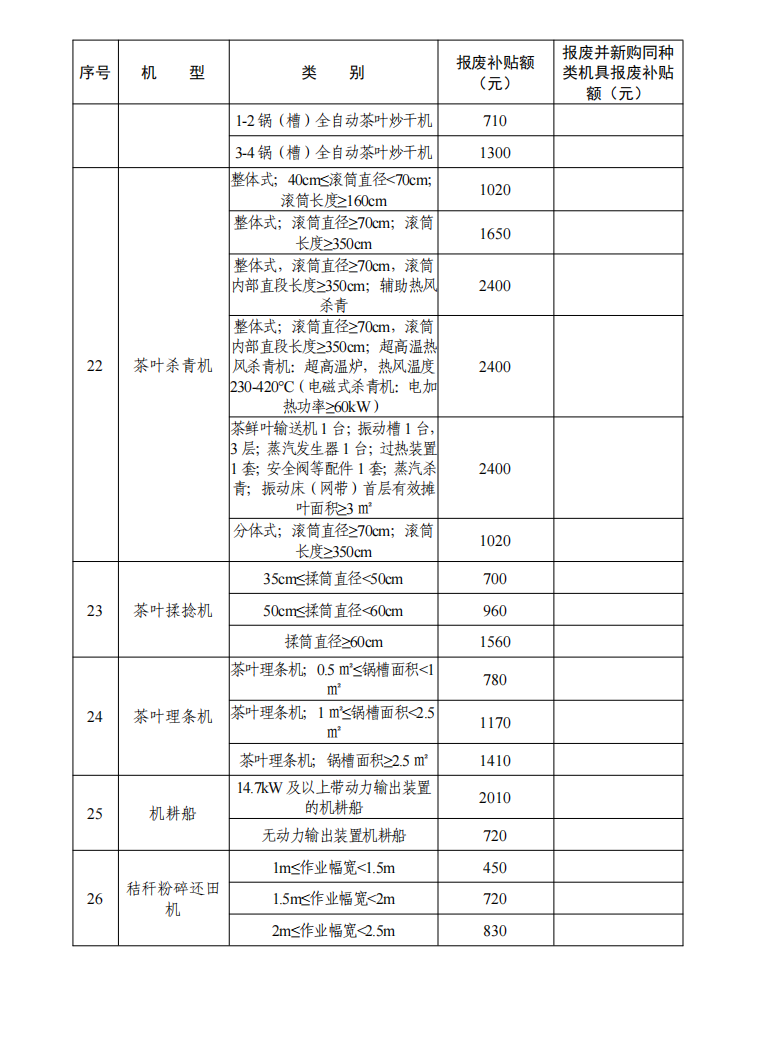 序号 机 型 类 别 报废补贴额
（元） 报废并新购同种
类机具报废补贴
额（元）
1-2 锅（槽）全自动茶叶炒干机 710
3-4 锅（槽）全自动茶叶炒干机 1300
22 茶叶杀青机
整体式；40cm≤滚筒直径<70cm;
滚筒长度≥160cm 1020
整体式；滚筒直径≥70cm；滚筒
长度≥350cm 1650
整体式，滚筒直径≥70cm，滚筒
内部直段长度≥350cm；辅助热风
杀青 2400
整体式；滚筒直径≥70cm，滚筒
内部直段长度≥350cm；超高温热
风杀青机：超高温炉，热风温度
230-420°C（电磁式杀青机：电加
热功率≥60kW） 2400
茶鲜叶输送机 1 台；振动槽 1 台，
3 层；蒸汽发生器 1 台；过热装置
1 套；安全阀等配件 1 套；蒸汽杀
青；振动床（网带）首层有效摊
叶面积≥3 ㎡ 2400
分体式；滚筒直径≥70cm；滚筒
长度≥350cm 1020
23 茶叶揉捻机
35cm≤揉筒直径<50cm 700
50cm≤揉筒直径<60cm 960
揉筒直径≥60cm 1560
24 茶叶理条机
茶叶理条机；0.5 ㎡≤锅槽面积<1
㎡ 780
茶叶理条机；1 ㎡≤锅槽面积<2.5
㎡ 1170
茶叶理条机；锅槽面积≥2.5 ㎡ 1410
25 机耕船
14.7kW 及以上带动力输出装置
的机耕船 2010
无动力输出装置机耕船 720
26 秸秆粉碎还田
机
1m≤作业幅宽<1.5m 450
1.5m≤作业幅宽<2m 720
2m≤作业幅宽<2.5m 830